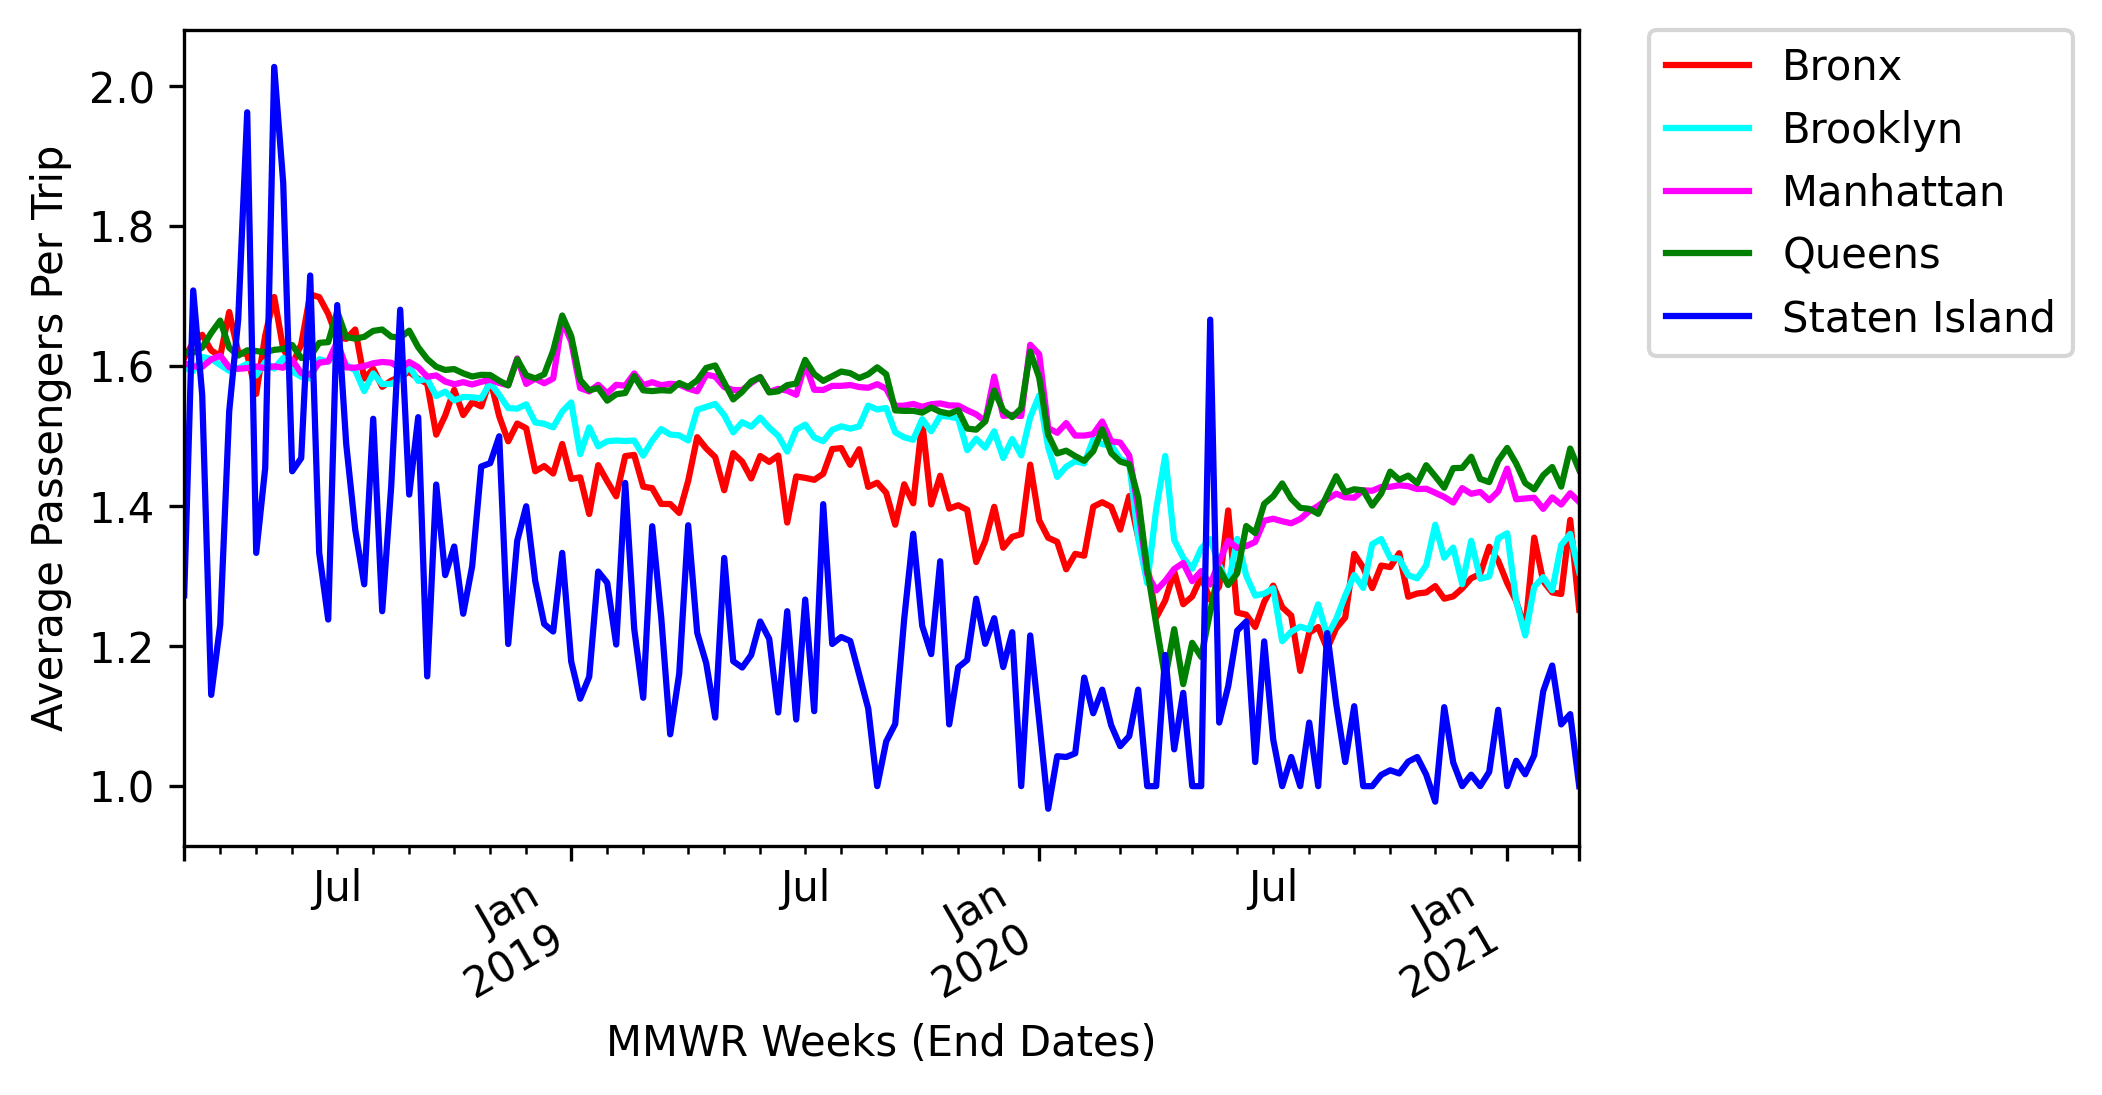 2.0
1.8
1.6
1.4
1.2
1.0
Average Passengers Per Trip
Jul
Jan
2019
Jul
Jan
2020
Jul
Jan
2021
MMWR Weeks (End Dates)
Bronx
Brooklyn
Manhattan
Queens
Staten Island